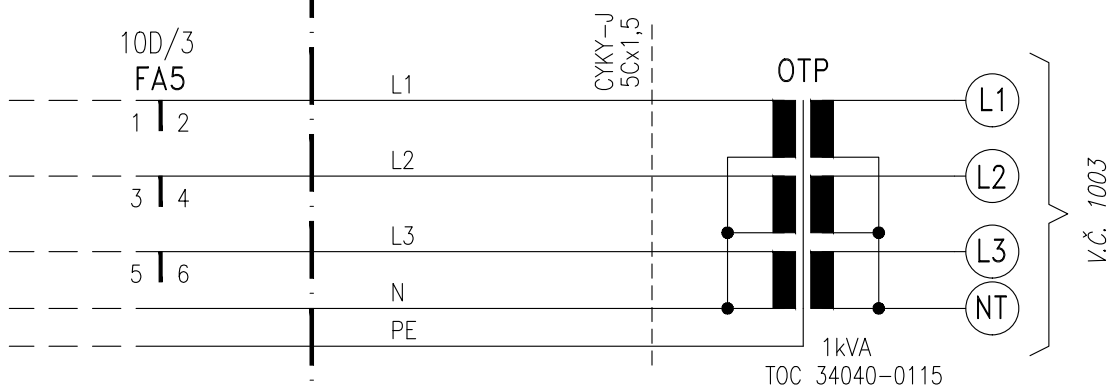 10D/3
FA5
1 2
3 4
5 6
L1
L2
L3
N
PE
CYKY-J
5Cx1,5
OTP
1kVA
TOC 34040-0115
L1
L2
L3
NT
V.Č. 1003